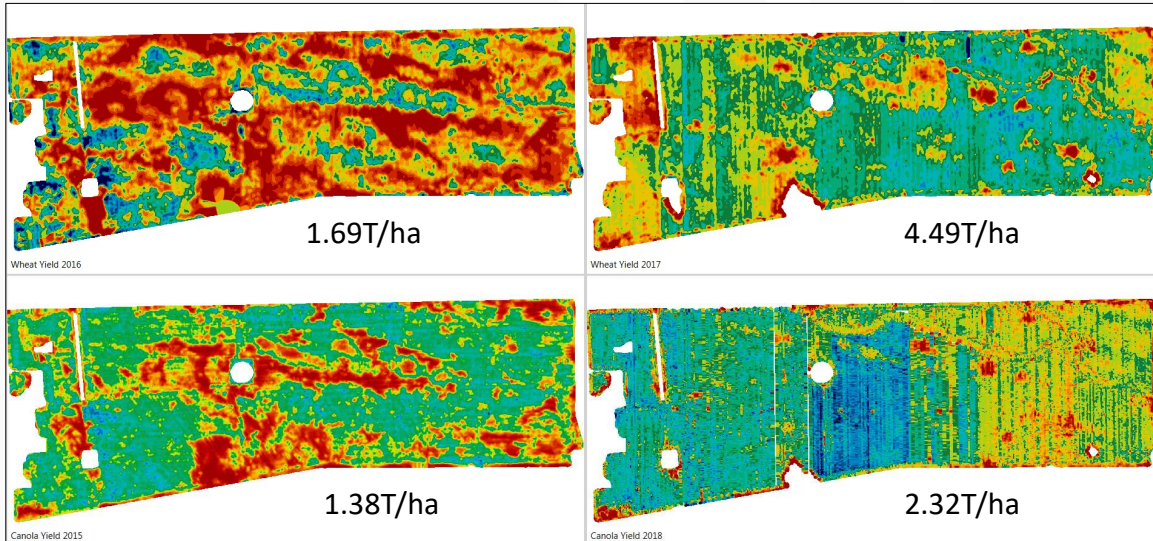 1.69T/ha
Wheat Yield 2016
4.49T/ha
Wheat Yield 2017
1.38T/ha
Canola Yield 2015
2.32T/ha
Canola Yield 2018